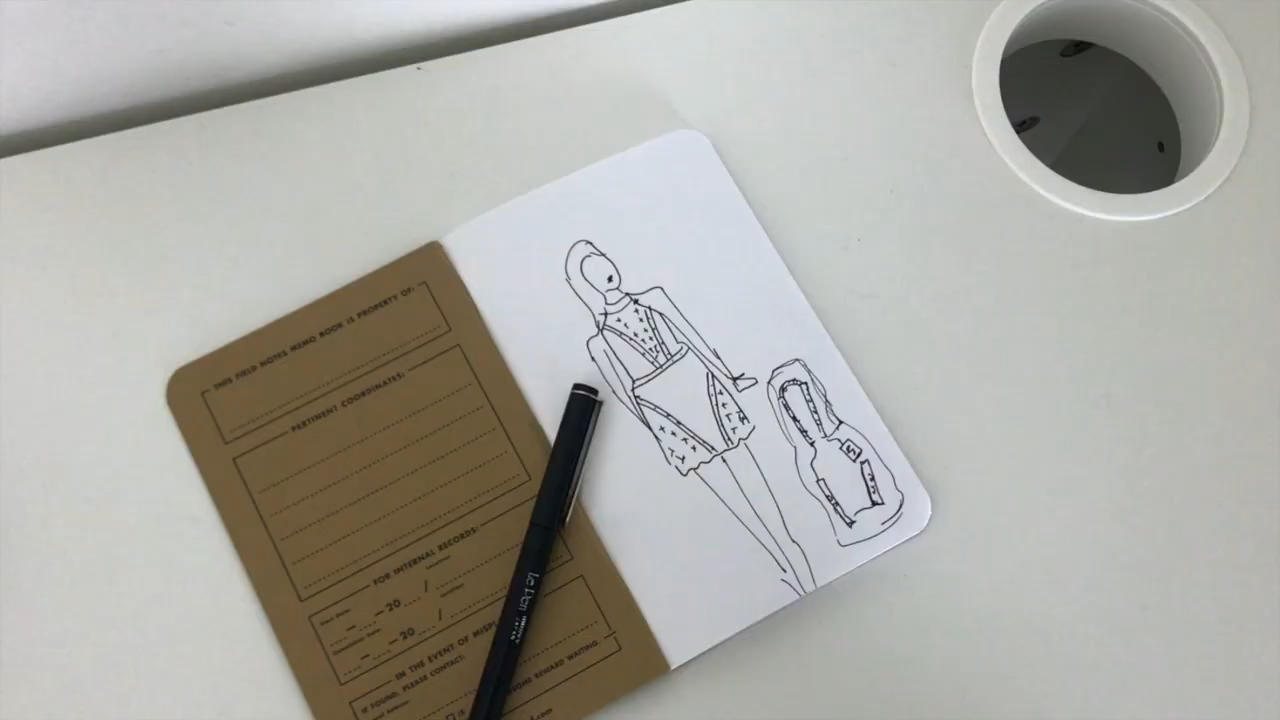 THIS FIELD NOTES MEMO BOOK IS PROPERTY OF:
PERTINENT COORDINATES:
FOR INTERNAL RECORDS:
— — 20 /
— — 20 /
IN THE EVENT OF
IF FOUND, PLEASE CONTACT:
REWARD WAITING.
le Pen